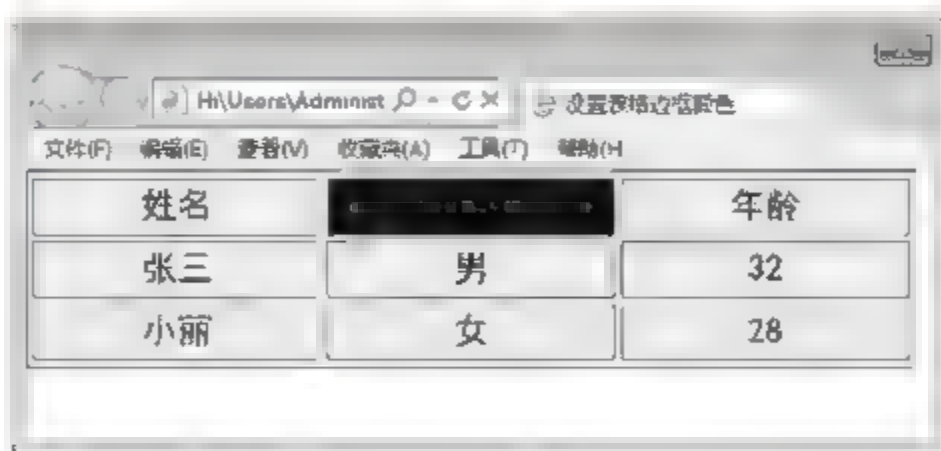 H:\Users\Administ
设置表格边框颜色
文件(F) 编辑(E) 查看(V) 收藏夹(A) 工具(T) 帮助(H
姓名 年龄
张三 男 32
小丽 女 28